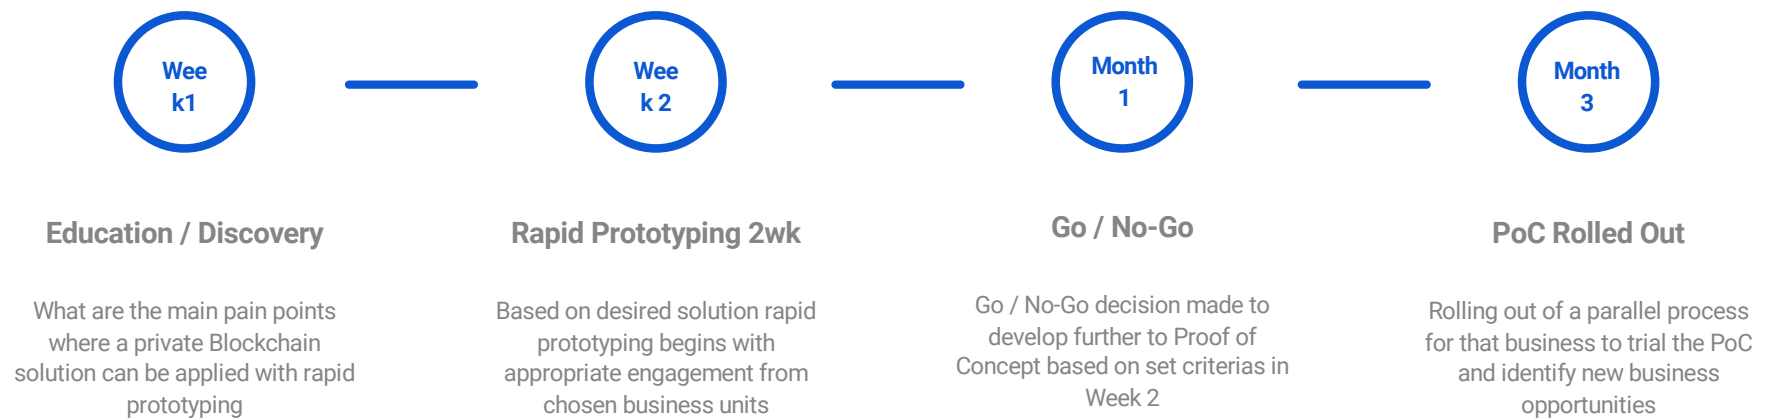 Wee
k1
Wee
k 2
Month
1
Month
3
Education / Discovery
Rapid Prototyping 2wk
Go / No-Go
PoC Rolled Out
What are the main pain points
where a private Blockchain
solution can be applied with rapid
prototyping
Based on desired solution rapid
prototyping begins with
appropriate engagement from
chosen business units
Go / No-Go decision made to
develop further to Proof of
Concept based on set criterias in
Week 2
Rolling out of a parallel process
for that business to trial the PoC
and identify new business
opportunities